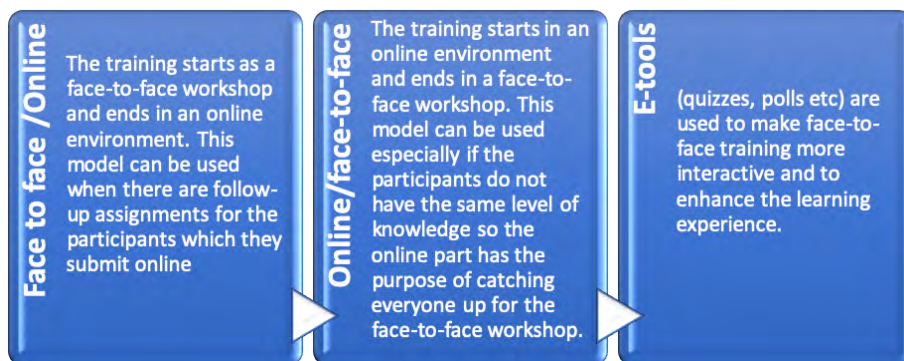 Face to face /Online
The training starts as a
face-to-face workshop
and ends in an online
environment. This
model can be used
when there are follow-
up assignments for the
participants which they
submit online
Online/face-to-face
The training starts in an
online environment
and ends in a face-to-
face workshop. This
model can be used
especially if the
participants do not
have the same level of
knowledge so the
online part has the
purpose of catching
everyone up for the
face-to-face workshop.
E-tools
(quizzes, polls etc) are
used to make face-to-
face training more
interactive and to
enhance the learning
experience.